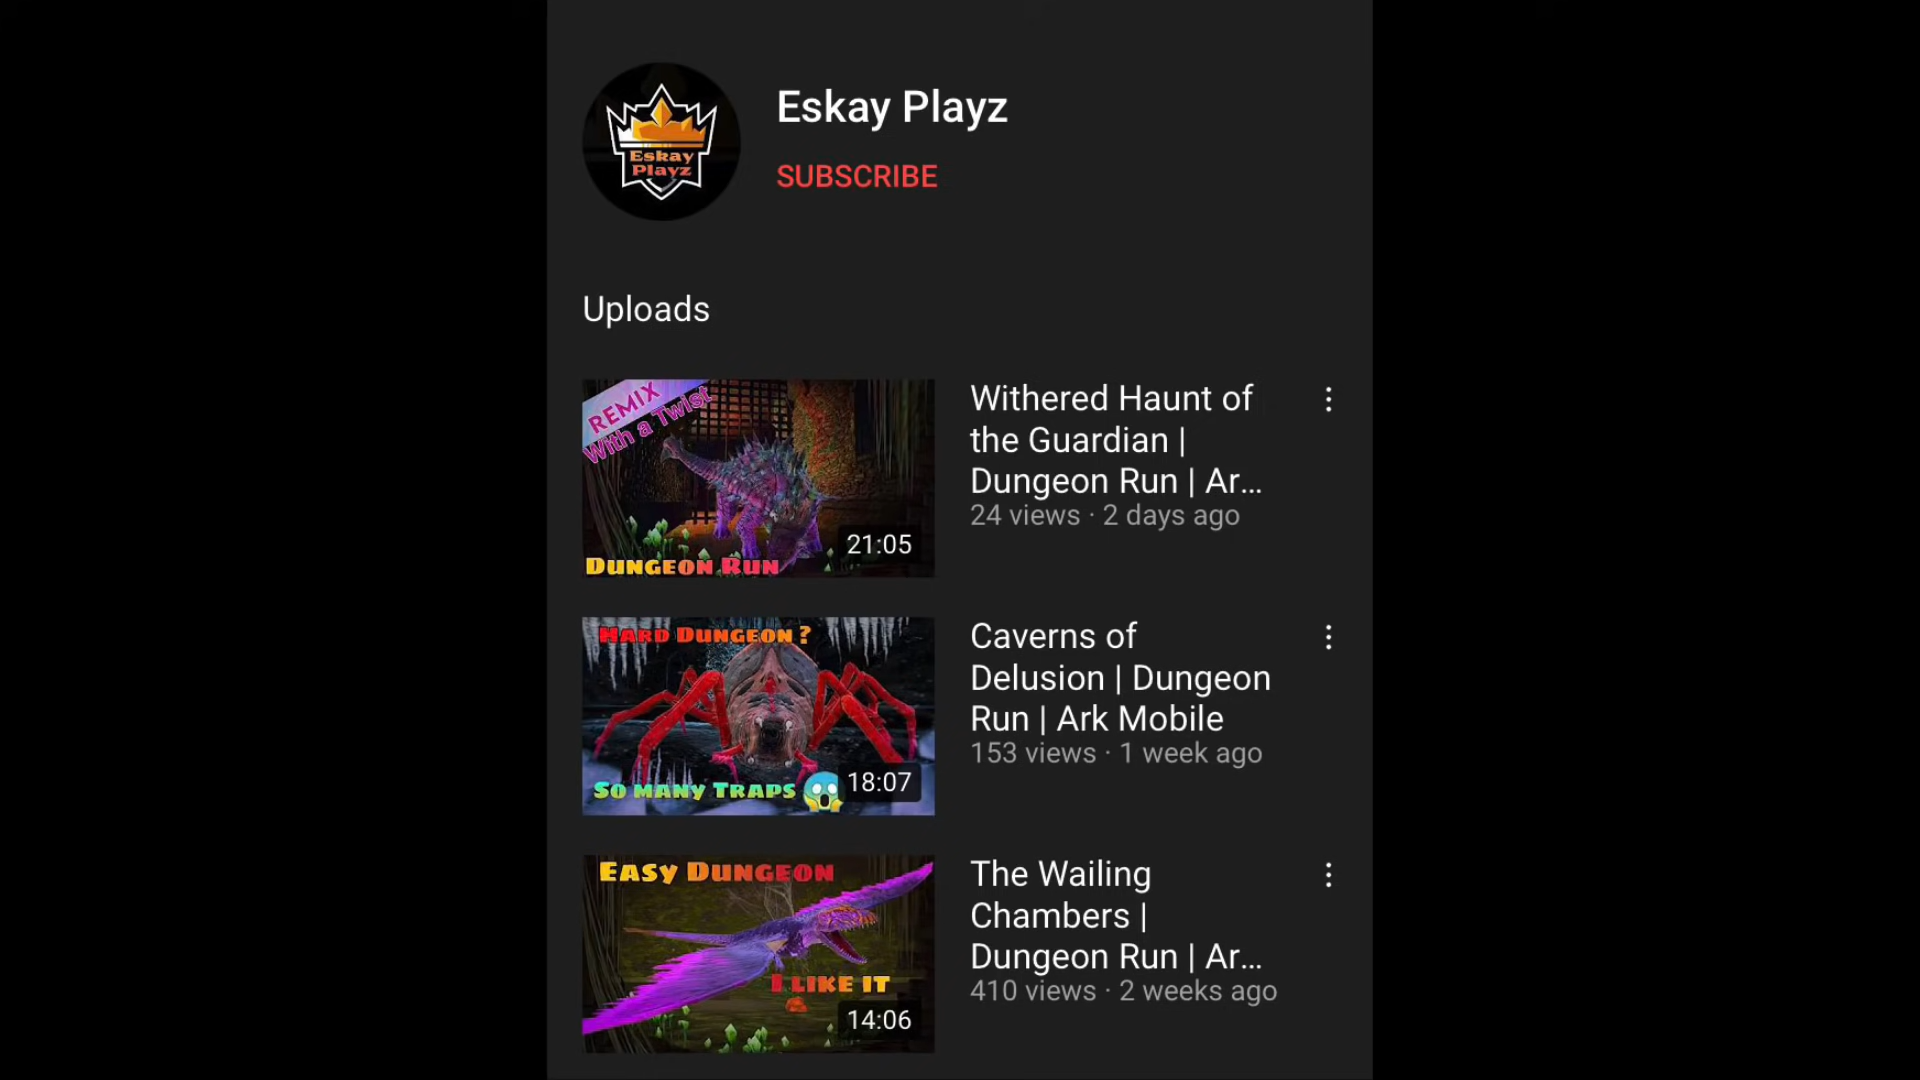 Eskay Playz
Eskay
Playz
SUBSCRIBE
Uploads
REMIX
With a Twist
DUNGEON RUN
21:05
Withered Haunt of
the Guardian |
Dungeon Run | Ar...
24 views · 2 days ago
HARD DUNGEON ?
SO MANY TRAPS
18:07
Caverns of
Delusion | Dungeon
Run | Ark Mobile
153 views · 1 week ago
EASY DUNGEON
I LIKE IT
14:06
The Wailing
Chambers |
Dungeon Run | Ar...
410 views · 2 weeks ago